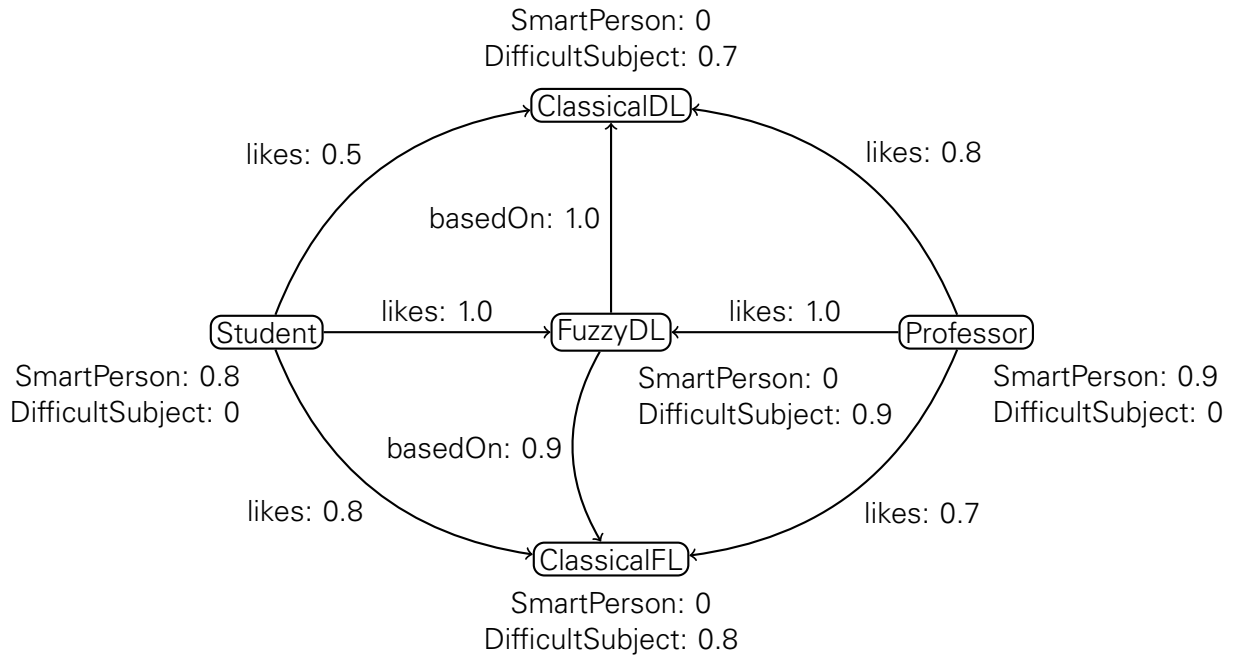 SmartPerson: 0
DifficultSubject: 0.7
ClassicalDL
likes: 0.5
likes: 0.8
basedOn: 1.0
likes: 1.0
likes: 1.0
Student
FuzzyDL
Professor
SmartPerson: 0.8
DifficultSubject: 0
SmartPerson: 0
DifficultSubject: 0.9
SmartPerson: 0.9
DifficultSubject: 0
basedOn: 0.9
likes: 0.8
likes: 0.7
ClassicalFL
SmartPerson: 0
DifficultSubject: 0.8